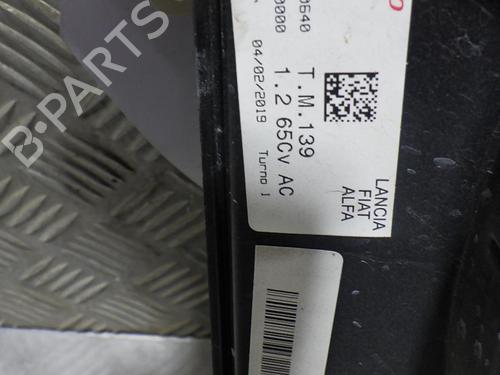 0640
0000
04/02/2019
T.M.139
1.2 65Cv AC
Turno 1
LANCIA
FIAT
ALFA
B-PARTS